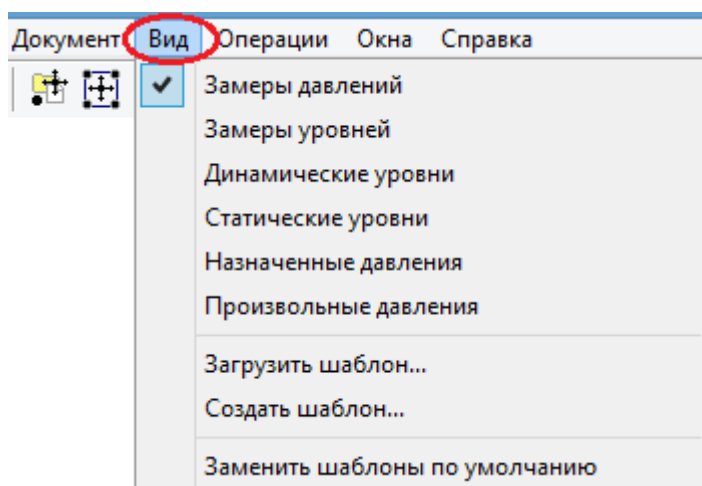 Документ Вид Операции Окна Справка
Замеры давлений
Замеры уровней
Динамические уровни
Статические уровни
Назначенные давления
Произвольные давления
Загрузить шаблон...
Создать шаблон...
Заменить шаблоны по умолчанию